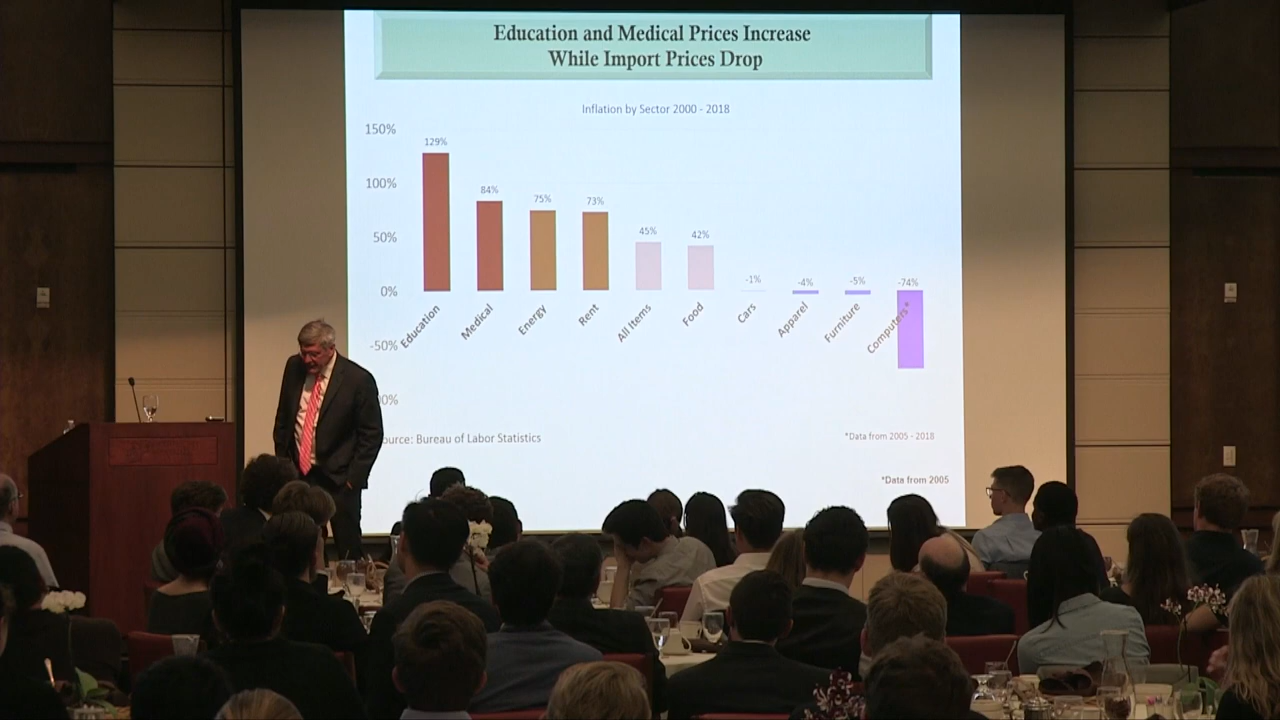 Education and Medical Prices Increase
While Import Prices Drop
Inflation by Sector 2000 - 2018
150%
100%
50%
0%
-50%
00%
129%
84%
75%
73%
45%
42%
-1%
-4%
-5%
-74%
Education
Medical
Energy
Rent
All Items
Food
Cars
Apparel
Furniture
Computers*
ource: Bureau of Labor Statistics
*Data from 2005 - 2018
*Data from 2005